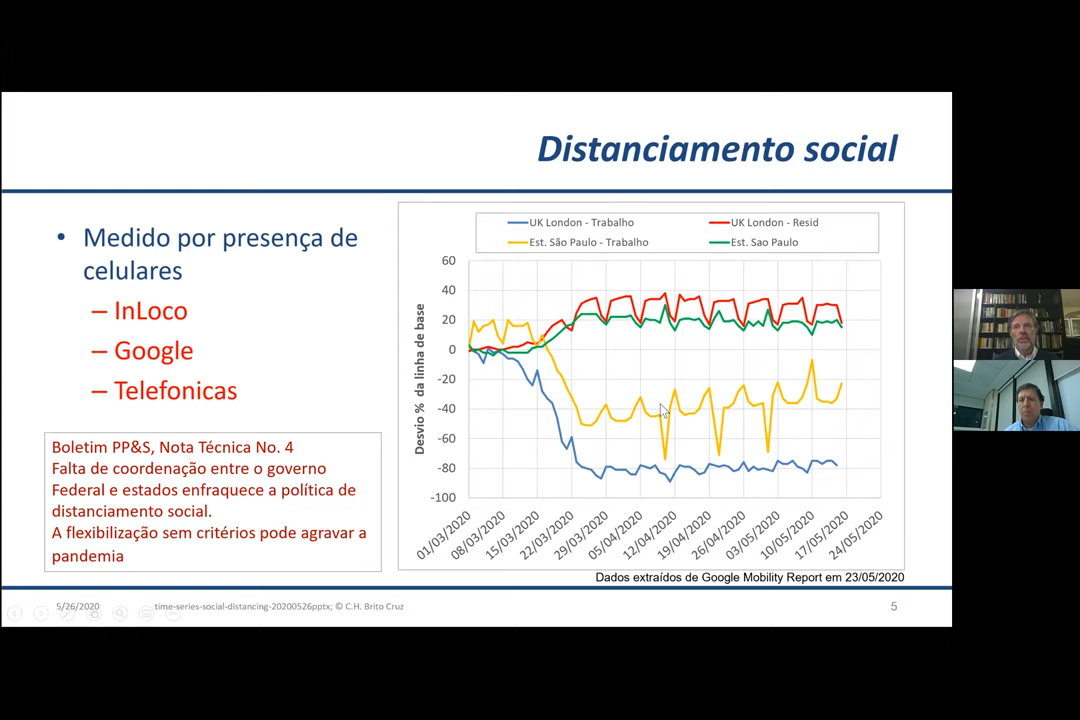 Distanciamento social
• Medido por presença de
celulares
– InLoco
– Google
– Telefonicas
Boletim PP&S, Nota Técnica No. 4
Falta de coordenação entre o governo
Federal e estados enfraquece a política de
distanciamento social.
A flexibilização sem critérios pode agravar a
pandemia
UK London - Trabalho
UK London - Resid
Est. São Paulo - Trabalho
Est. Sao Paulo
Desvio % da linha de base
60
40
20
0
-20
-40
-60
-80
-100
01/03/2020
08/03/2020
15/03/2020
22/03/2020
29/03/2020
05/04/2020
12/04/2020
19/04/2020
26/04/2020
03/05/2020
10/05/2020
17/05/2020
24/05/2020
Dados extraídos de Google Mobility Report em 23/05/2020
5/26/2020
time-series-social-distancing-20200526pptx; © C.H. Brito Cruz
5